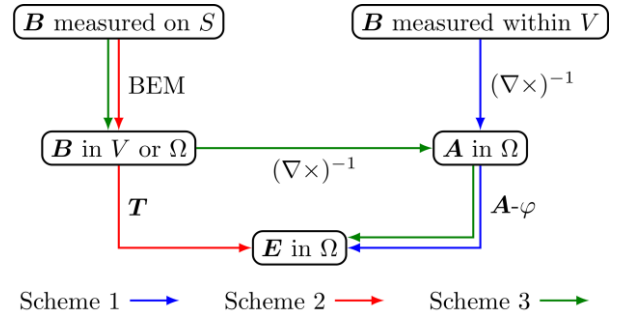 B measured on S
B measured within V
BEM
(∇×)⁻¹
B in V or Ω
(∇×)⁻¹
A in Ω
T
A-φ
E in Ω
Scheme 1
Scheme 2
Scheme 3